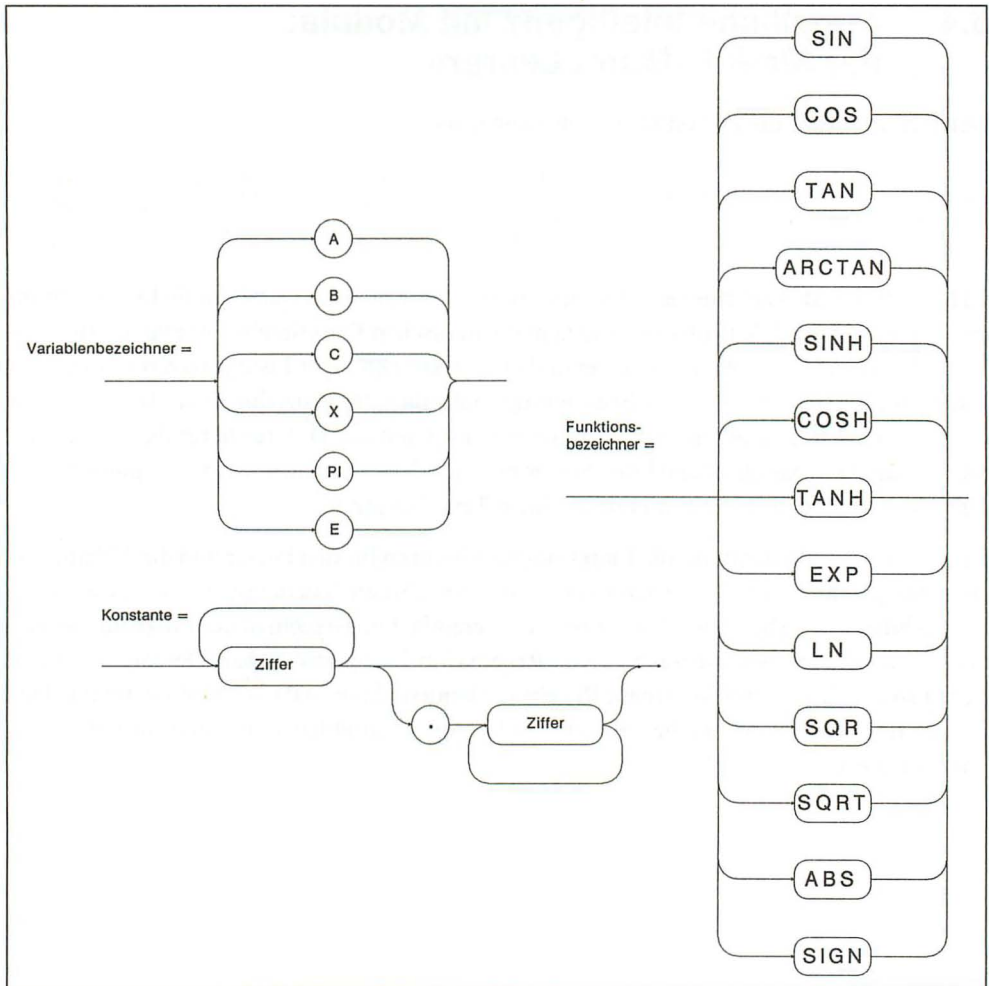 Variablenbezeichner =
A
B
C
X
PI
E
Konstante =
Ziffer
.
Ziffer
Funktions-
bezeichner =
SIN
COS
TAN
ARCTAN
SINH
COSH
TANH
EXP
LN
SQR
SQRT
ABS
SIGN